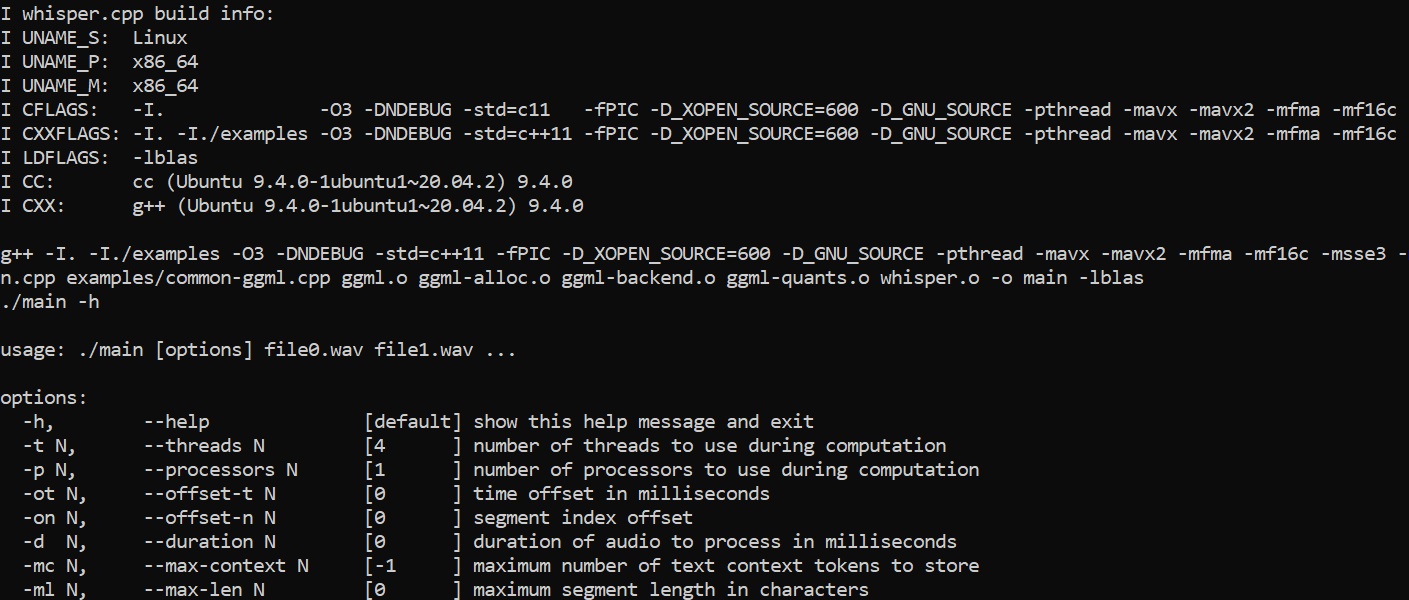 I whisper.cpp build info:
I UNAME_S:  Linux
I UNAME_P:  x86_64
I UNAME_M:  x86_64
I CFLAGS:   -I.              -O3 -DNDEBUG -std=c11   -fPIC -D_XOPEN_SOURCE=600 -D_GNU_SOURCE -pthread -mavx -mavx2 -mfma -mf16c
I CXXFLAGS: -I. -I./examples -O3 -DNDEBUG -std=c++11 -fPIC -D_XOPEN_SOURCE=600 -D_GNU_SOURCE -pthread -mavx -mavx2 -mfma -mf16c
I LDFLAGS:  -lblas
I CC:       cc (Ubuntu 9.4.0-1ubuntu1~20.04.2) 9.4.0
I CXX:      g++ (Ubuntu 9.4.0-1ubuntu1~20.04.2) 9.4.0

g++ -I. -I./examples -O3 -DNDEBUG -std=c++11 -fPIC -D_XOPEN_SOURCE=600 -D_GNU_SOURCE -pthread -mavx -mavx2 -mfma -mf16c -msse3 -
n.cpp examples/common-ggml.cpp ggml.o ggml-alloc.o ggml-backend.o ggml-quants.o whisper.o -o main -lblas
./main -h

usage: ./main [options] file0.wav file1.wav ...

options:
  -h,        --help              [default] show this help message and exit
  -t N,      --threads N         [4      ] number of threads to use during computation
  -p N,      --processors N      [1      ] number of processors to use during computation
  -ot N,     --offset-t N        [0      ] time offset in milliseconds
  -on N,     --offset-n N        [0      ] segment index offset
  -d  N,     --duration N        [0      ] duration of audio to process in milliseconds
  -mc N,     --max-context N     [-1     ] maximum number of text context tokens to store
  -ml N,     --max-len N         [0      ] maximum segment length in characters